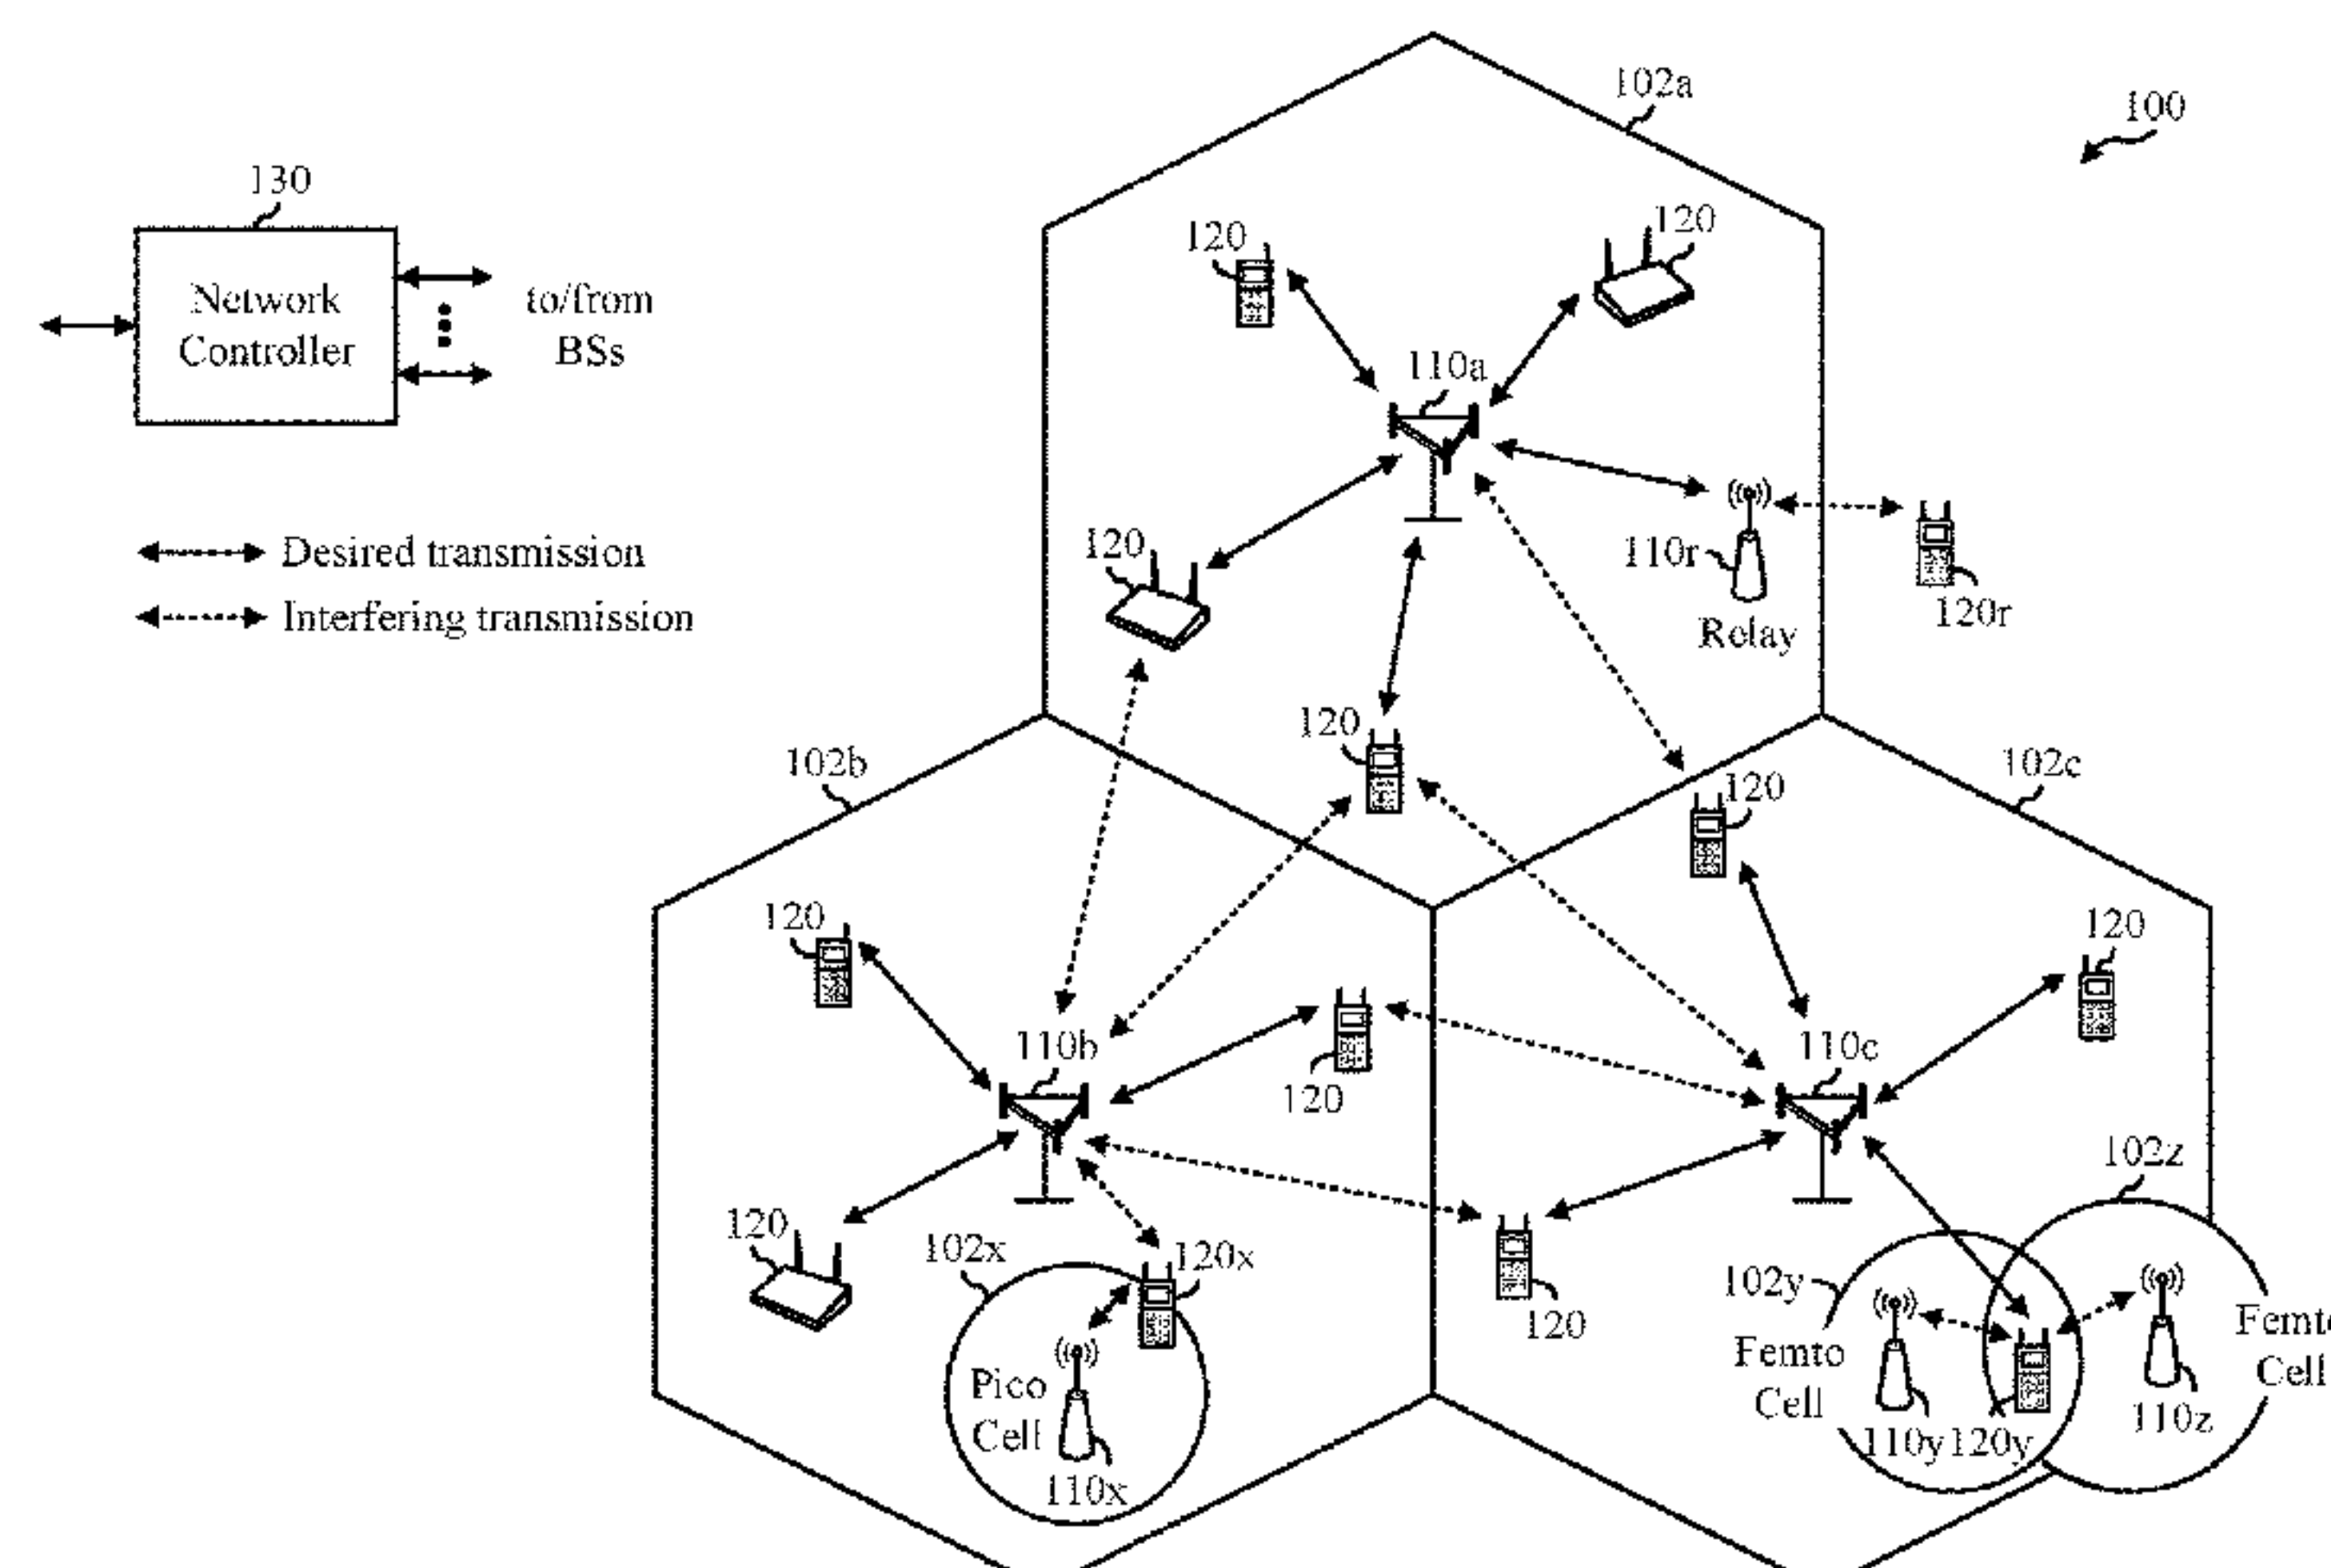 102a
100
130
120
120
Network
Controller
to/from
BSs
110a
Desired transmission
Interfering transmission
120
110r
Relay
120r
120
102b
120
102c
120
120
110b
120
110c
102z
120
102x
120x
102y
120
Femto
Cell
Femt
Cell
Pico
Cell
110y
120y
110z
110x